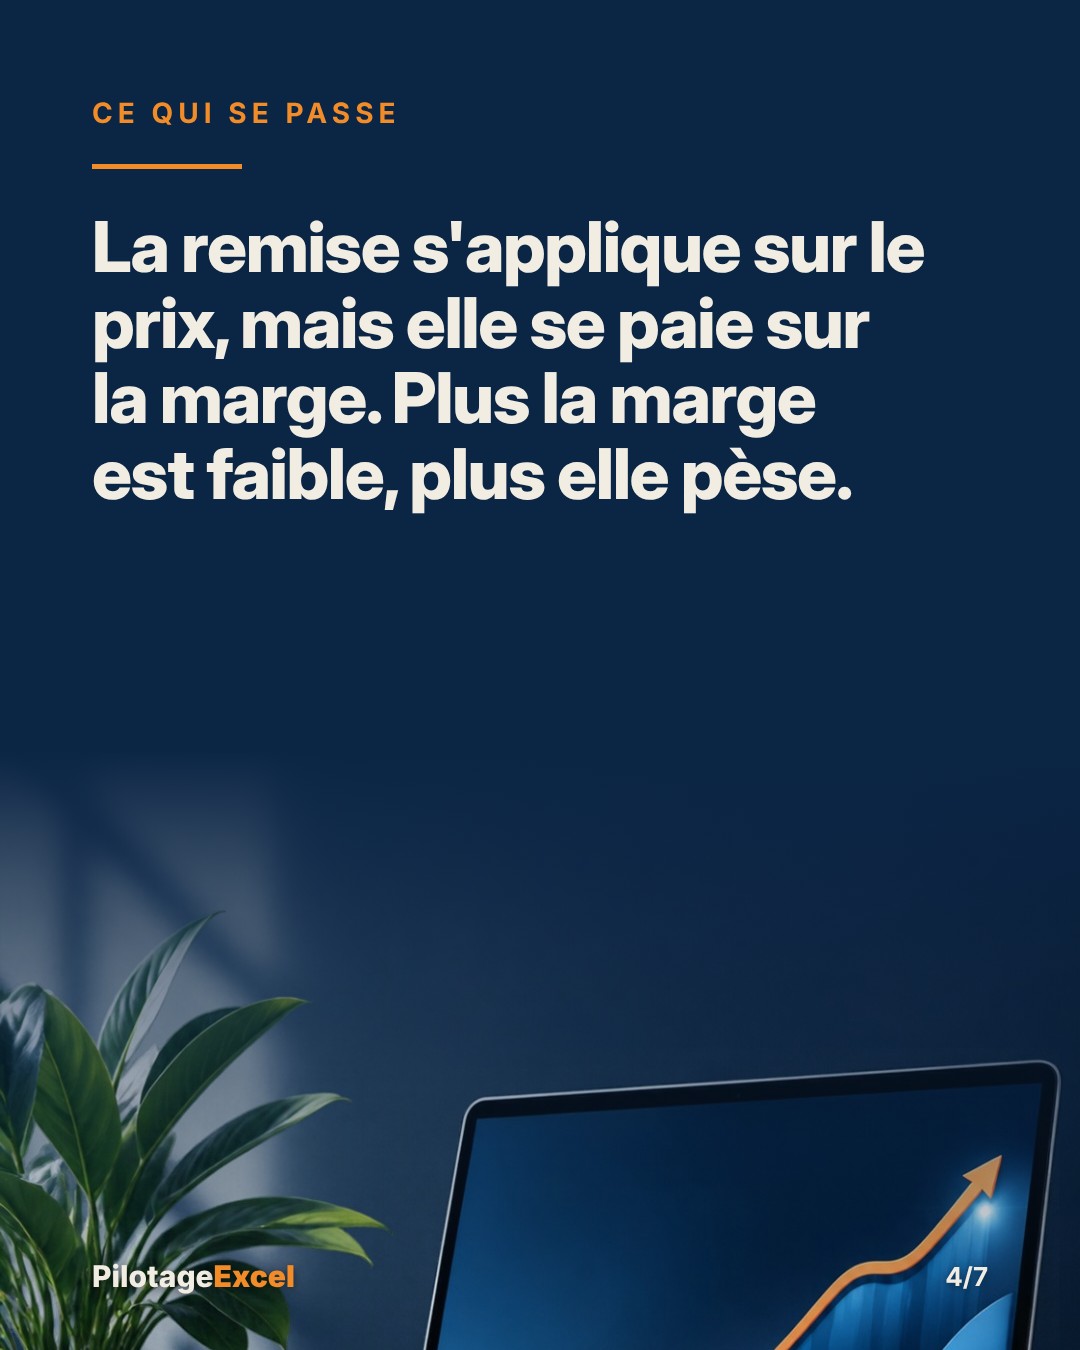 CE QUI SE PASSE
La remise s'applique sur le
prix, mais elle se paie sur
la marge. Plus la marge
est faible, plus elle pèse.
PilotageExcel
4/7